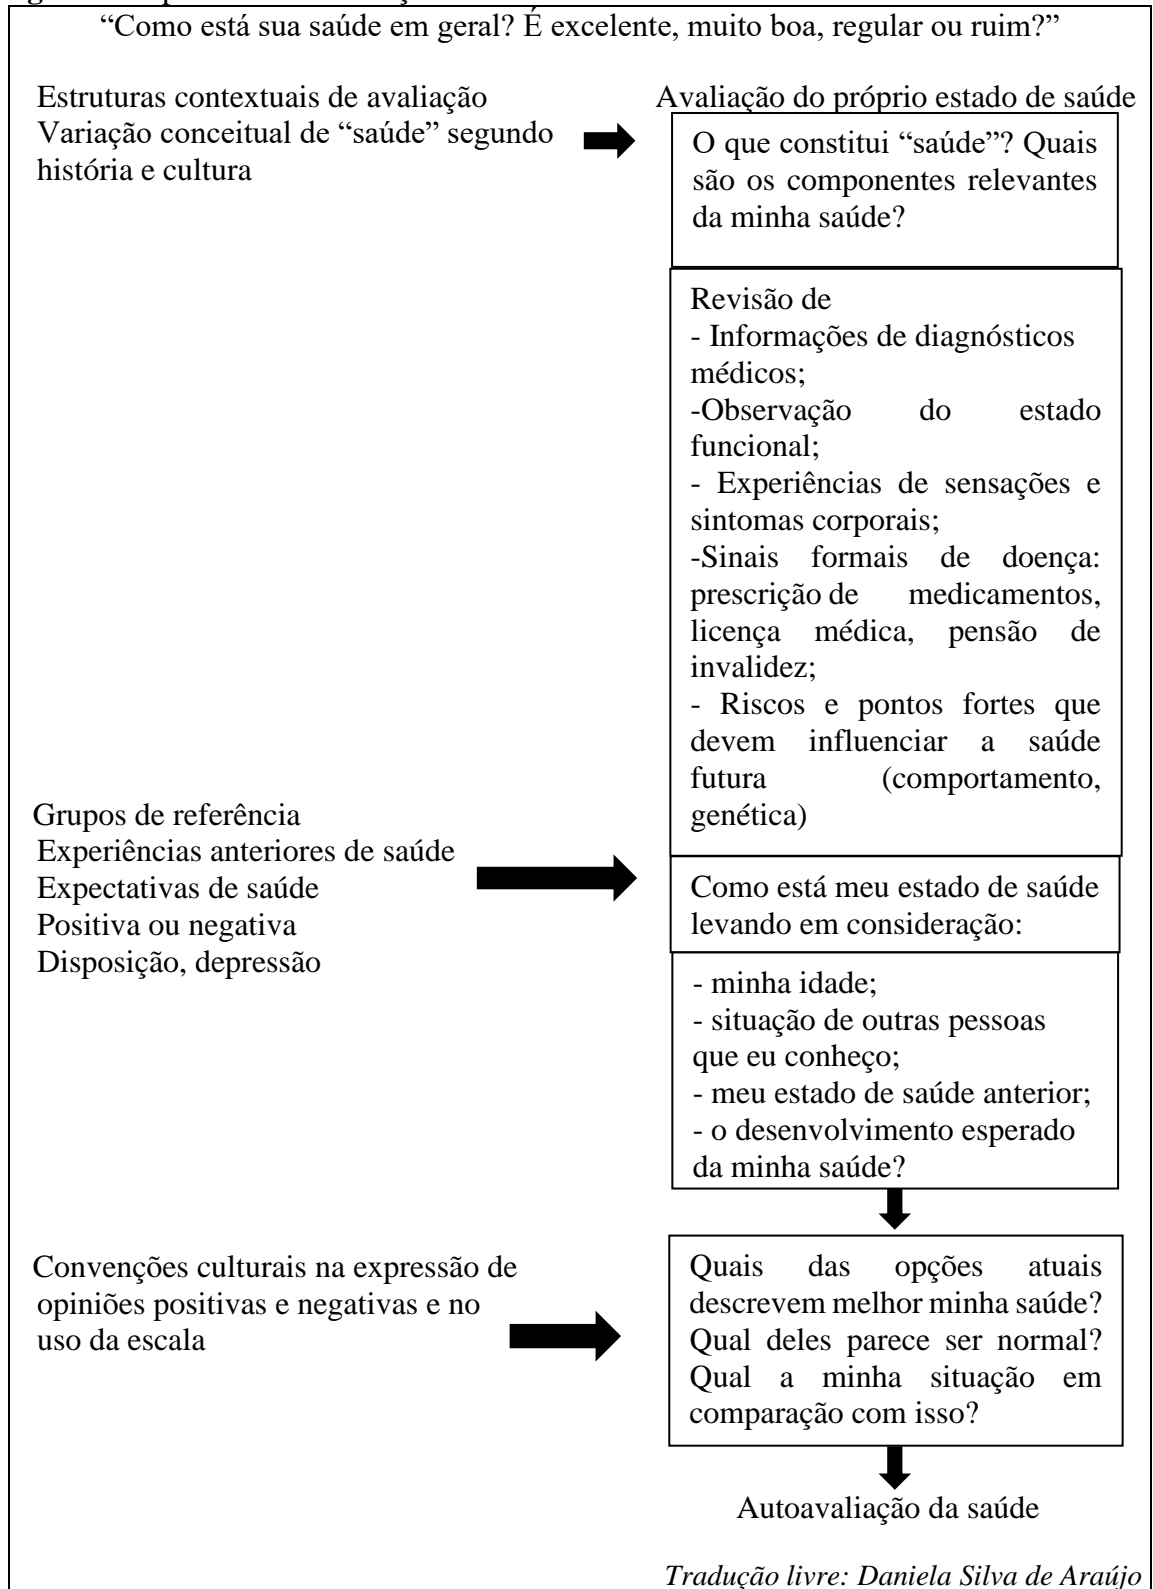 “Como está sua saúde em geral? É excelente, muito boa, regular ou ruim?”
Estruturas contextuais de avaliação
Variação conceitual de “saúde” segundo
história e cultura
Avaliação do próprio estado de saúde
O que constitui “saúde”? Quais
são os componentes relevantes
da minha saúde?
Revisão de
- Informações de diagnósticos
médicos;
-Observação do estado
funcional;
- Experiências de sensações e
sintomas corporais;
-Sinais formais de doença:
prescrição de medicamentos,
licença médica, pensão de
invalidez;
- Riscos e pontos fortes que
devem influenciar a saúde
futura (comportamento,
genética)
Grupos de referência
Experiências anteriores de saúde
Expectativas de saúde
Positiva ou negativa
Disposição, depressão
Como está meu estado de saúde
levando em consideração:
- minha idade;
- situação de outras pessoas
que eu conheço;
- meu estado de saúde anterior;
- o desenvolvimento esperado
da minha saúde?
Convenções culturais na expressão de
opiniões positivas e negativas e no
uso da escala
Quais das opções atuais
descrevem melhor minha saúde?
Qual deles parece ser normal?
Qual a minha situação em
comparação com isso?
Autoavaliação da saúde
Tradução livre: Daniela Silva de Araújo